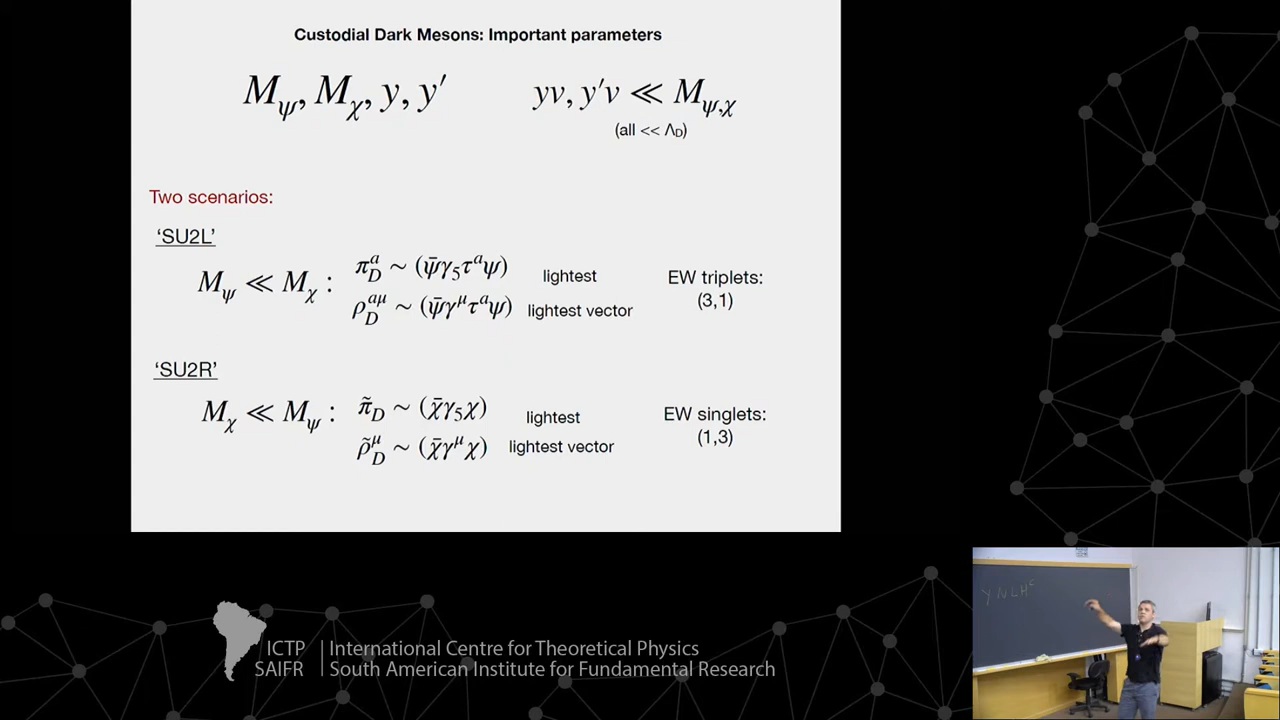 Custodial Dark Mesons: Important parameters
M_ψ, M_χ, y, y′    yv, y′v ≪ M_ψ,χ
(all << Λ_D)
Two scenarios:
‘SU2L’
M_ψ ≪ M_χ :    π_D^a ~ (ψ̄γ_5τ^aψ)    lightest    EW triplets:
ρ_D^{aμ} ~ (ψ̄γ^μτ^aψ)    lightest vector    (3,1)
‘SU2R’
M_χ ≪ M_ψ :    π̃_D ~ (χ̄γ_5χ)    lightest    EW singlets:
ρ̃_D^μ ~ (χ̄γ^μχ)    lightest vector    (1,3)
Y N L H^c
ICTP | International Centre for Theoretical Physics
SAIFR | South American Institute for Fundamental Research